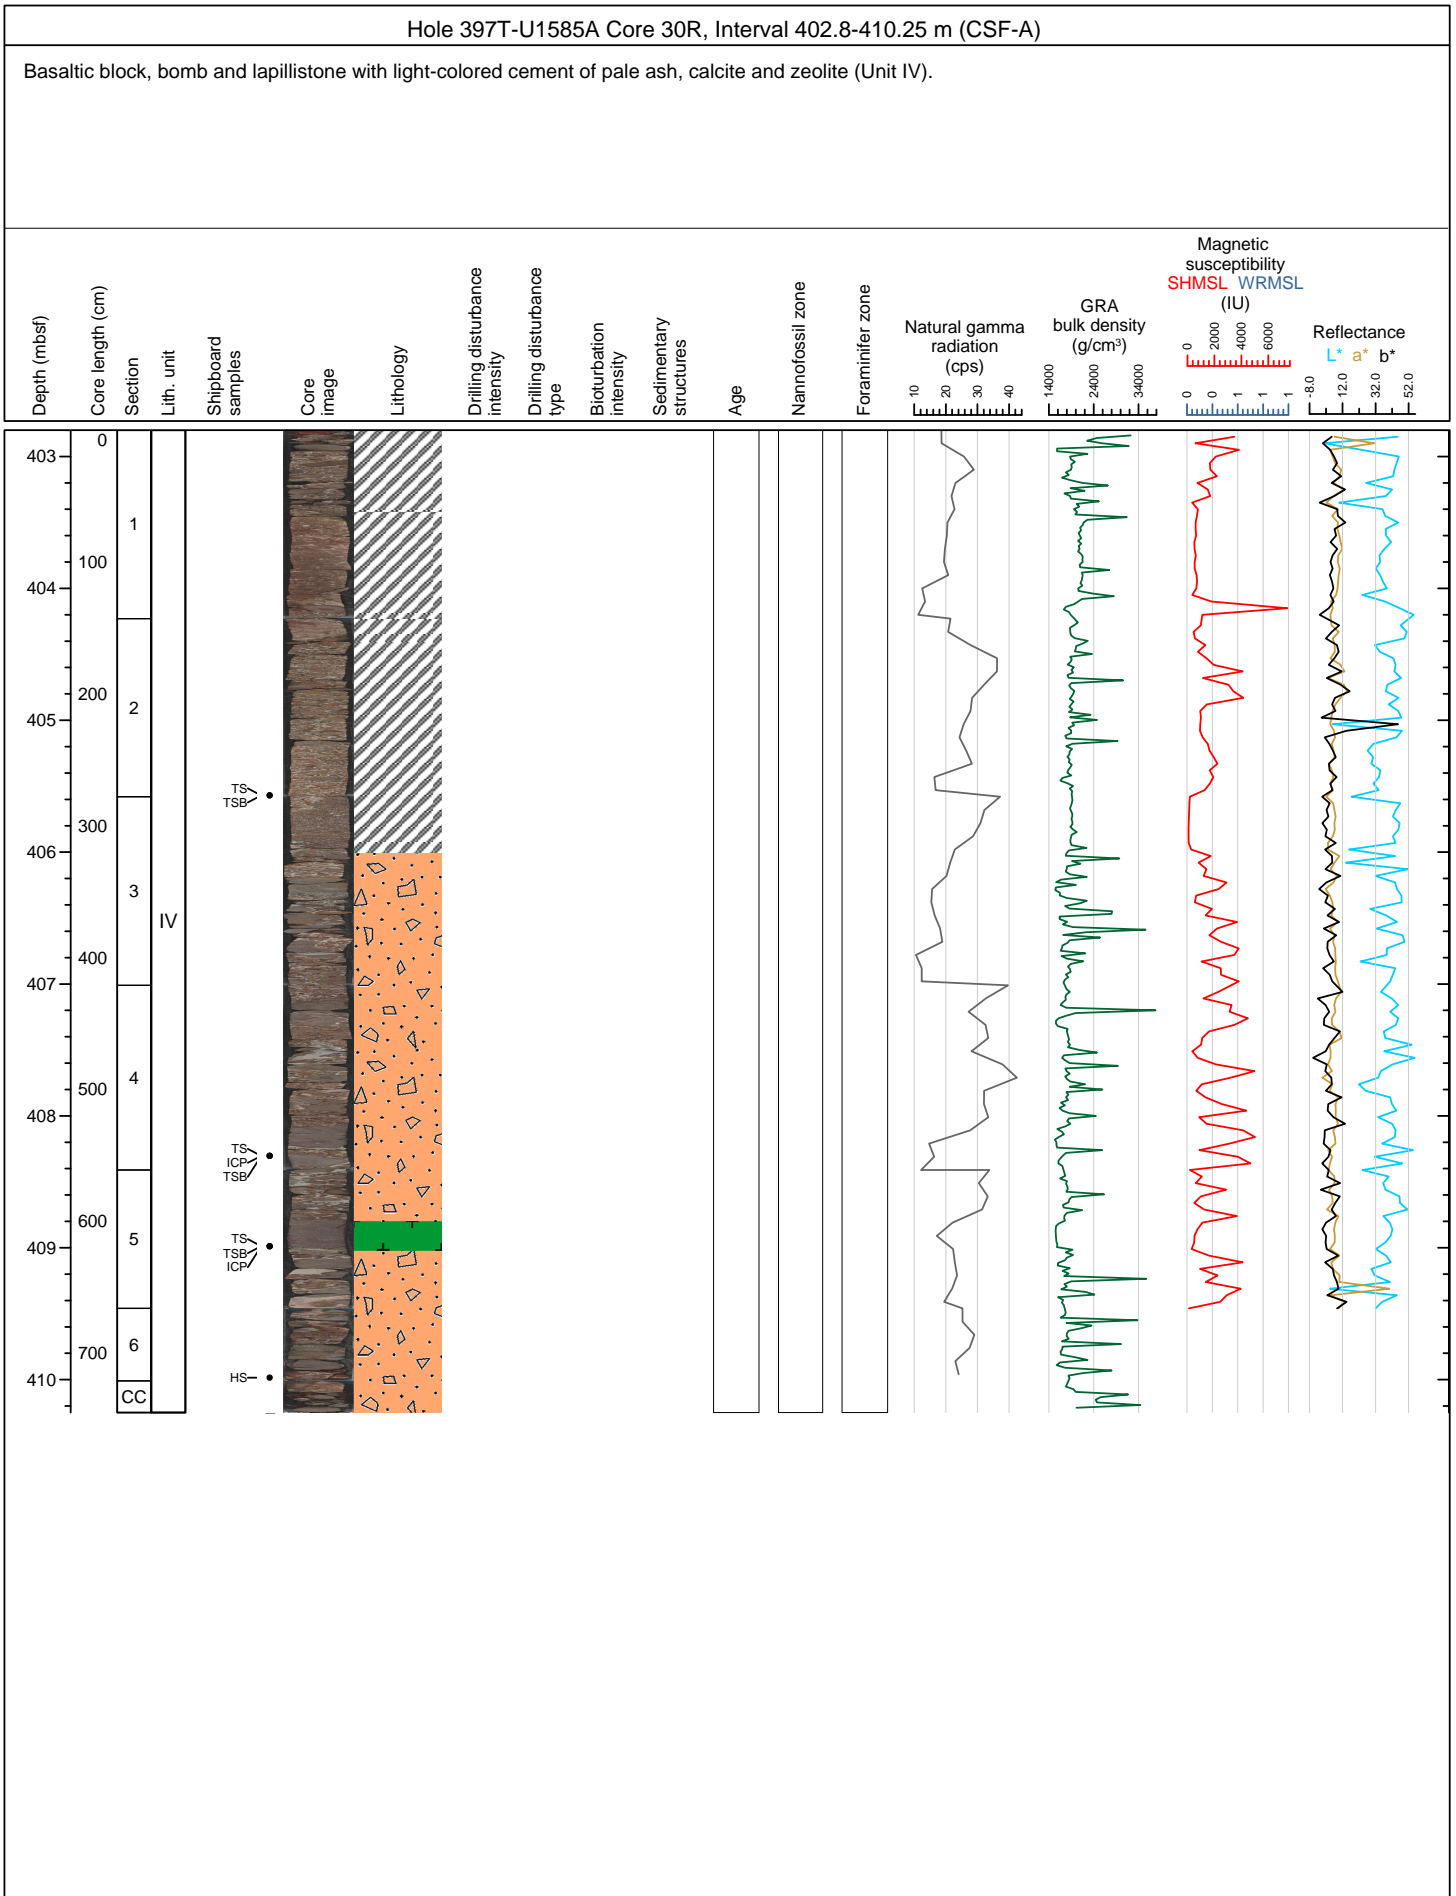 Hole 397T-U1585A Core 30R, Interval 402.8-410.25 m (CSF-A)
Basaltic block, bomb and lapillistone with light-colored cement of pale ash, calcite and zeolite (Unit IV).
Depth (mbsf)
Core length (cm)
Section
Lith. unit
Shipboard
samples
Core
image
Lithology
Drilling disturbance
intensity
Drilling disturbance
type
Bioturbation
intensity
Sedimentary
structures
Age
Nannofossil zone
Foraminifer zone
Natural gamma
radiation
(cps)
10 20 30 40
GRA
bulk density
(g/cm³)
14000 24000 34000
Magnetic
susceptibility
SHMSL WRMSL
(IU)
0 2000 4000 6000
0 0 1 1 1
Reflectance
L* a* b*
-8.0 12.0 32.0 52.0
403
404
405
406
407
408
409
410
0
100
200
300
400
500
600
700
1
2
3
4
5
6
CC
IV
TS
TSB
TS
ICP
TSB
TS
TSB
ICP
HS